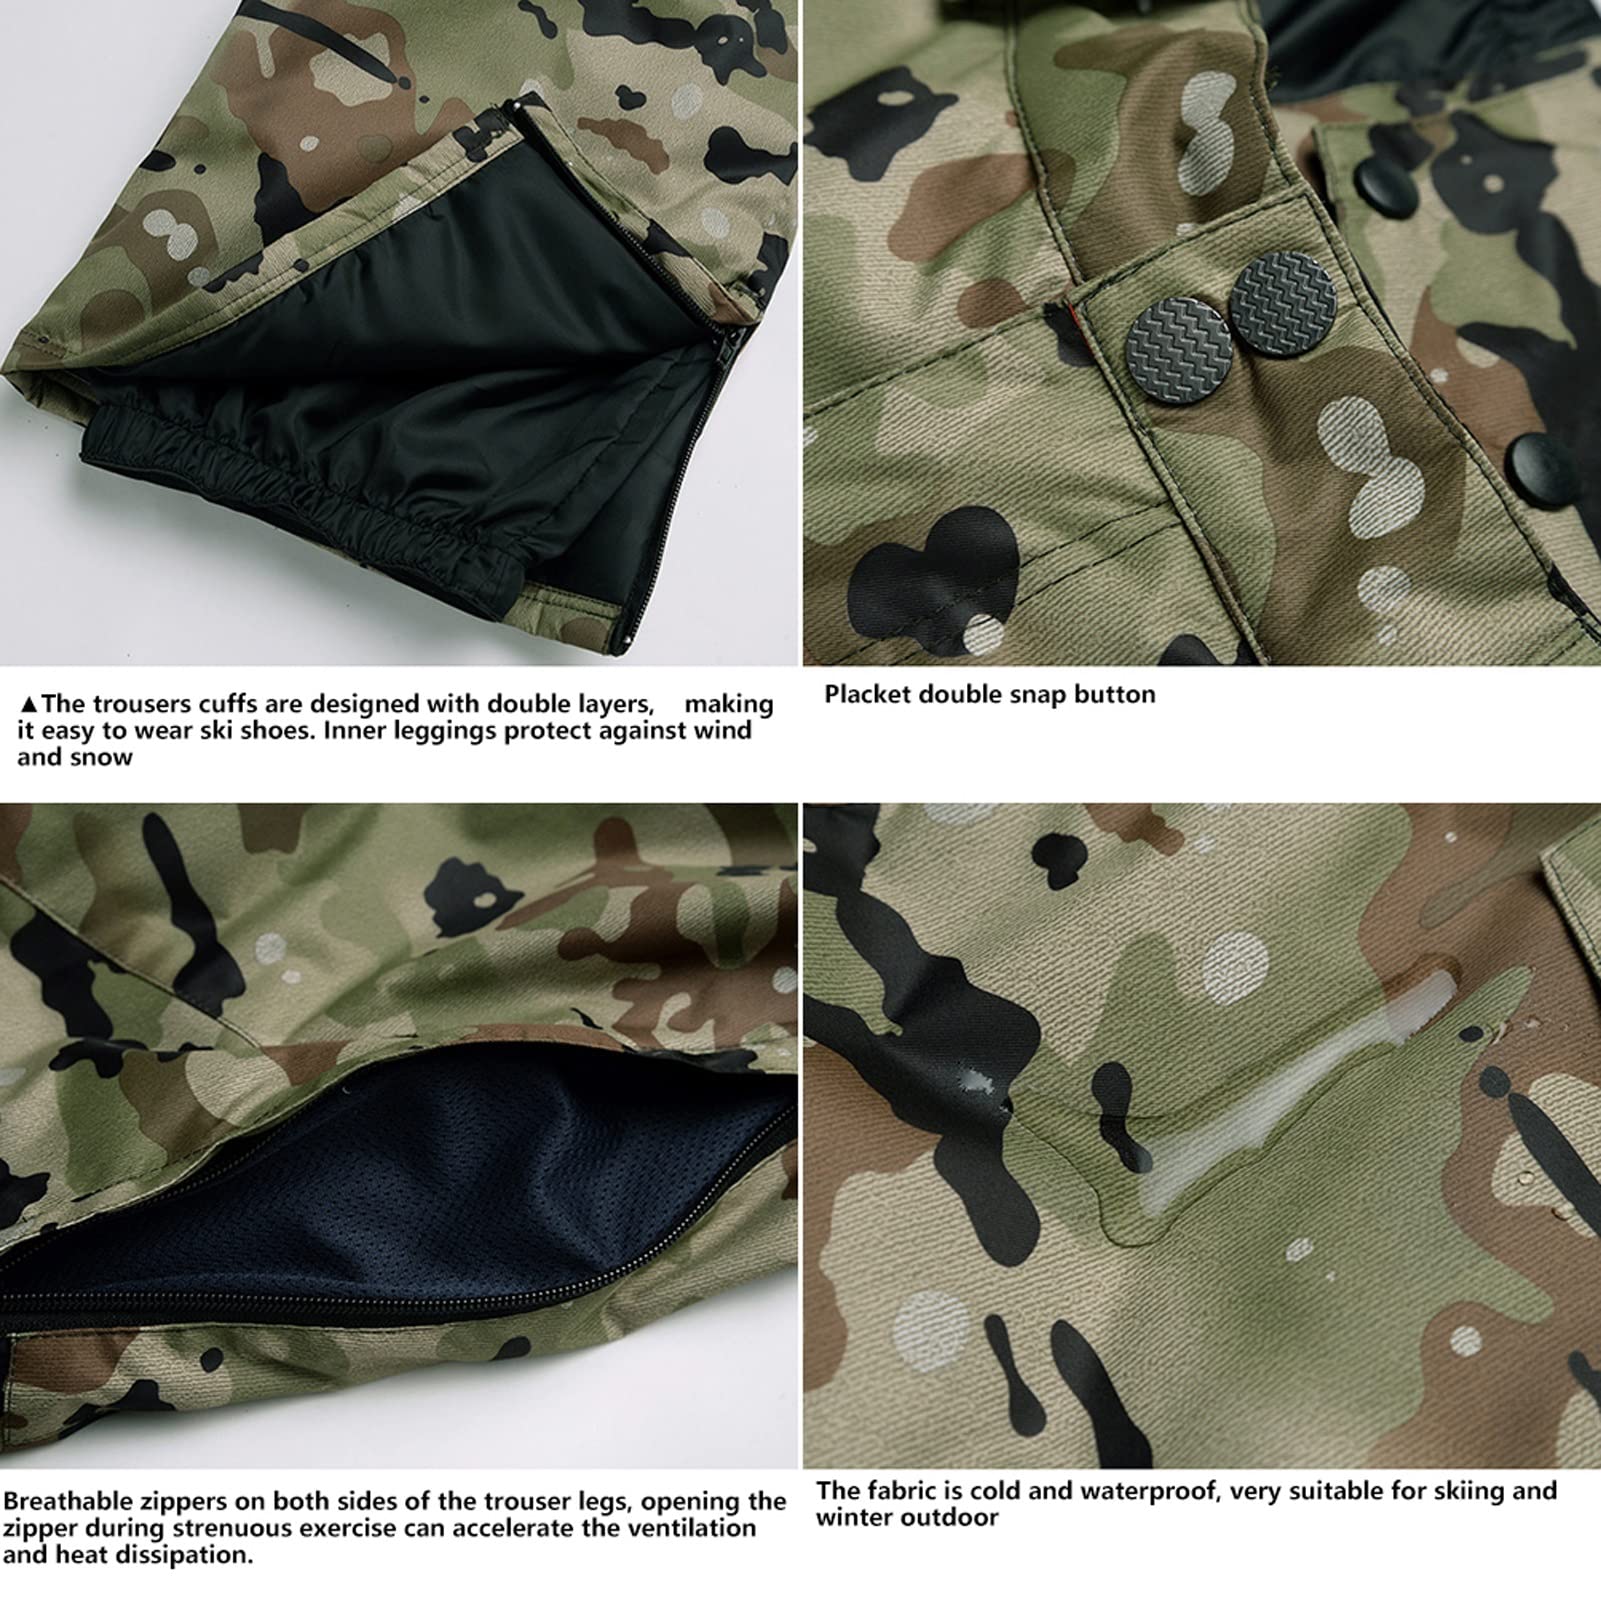 ▲The trousers cuffs are designed with double layers, making
it easy to wear ski shoes. Inner leggings protect against wind
and snow
Placket double snap button
Breathable zippers on both sides of the trouser legs, opening the
zipper during strenuous exercise can accelerate the ventilation
and heat dissipation.
The fabric is cold and waterproof, very suitable for skiing and
winter outdoor